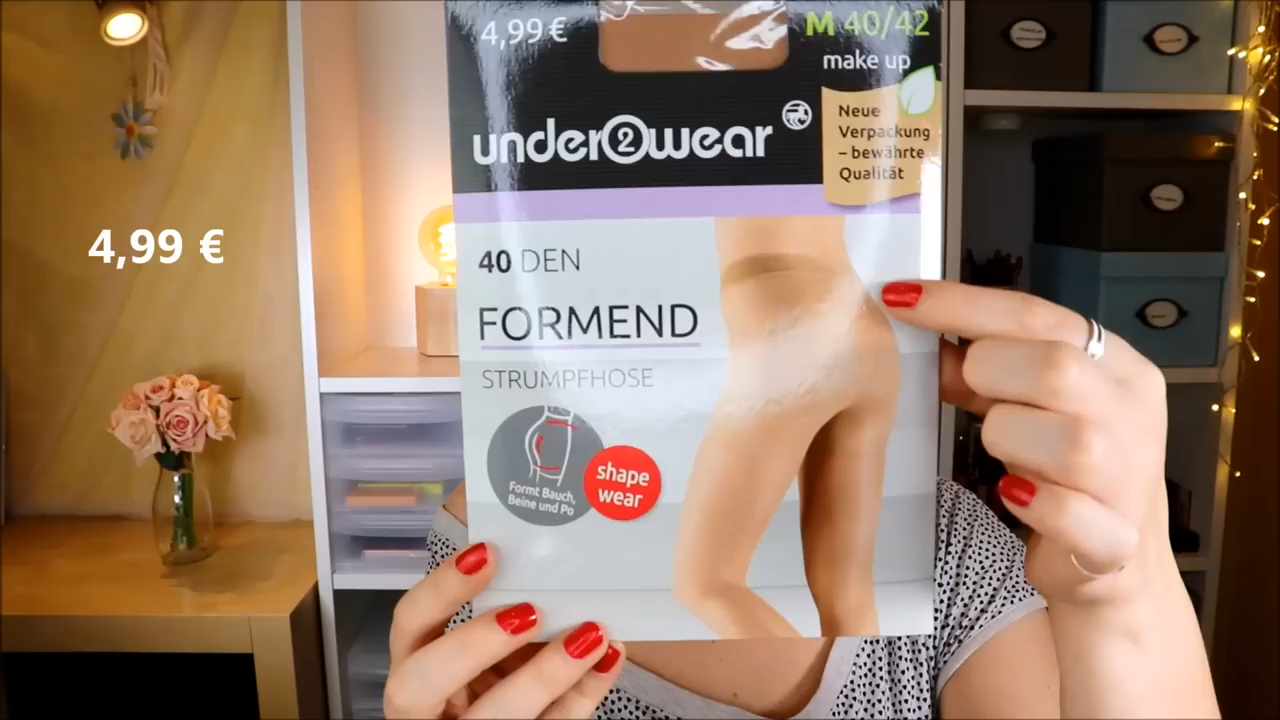 4,99 €
M 40/42
make up
under2wear
Neue
Verpackung
– bewährte
Qualität
4,99 €
40 DEN
FORMEND
STRUMPFHOSE
Formt Bauch,
Beine und Po
shape
wear